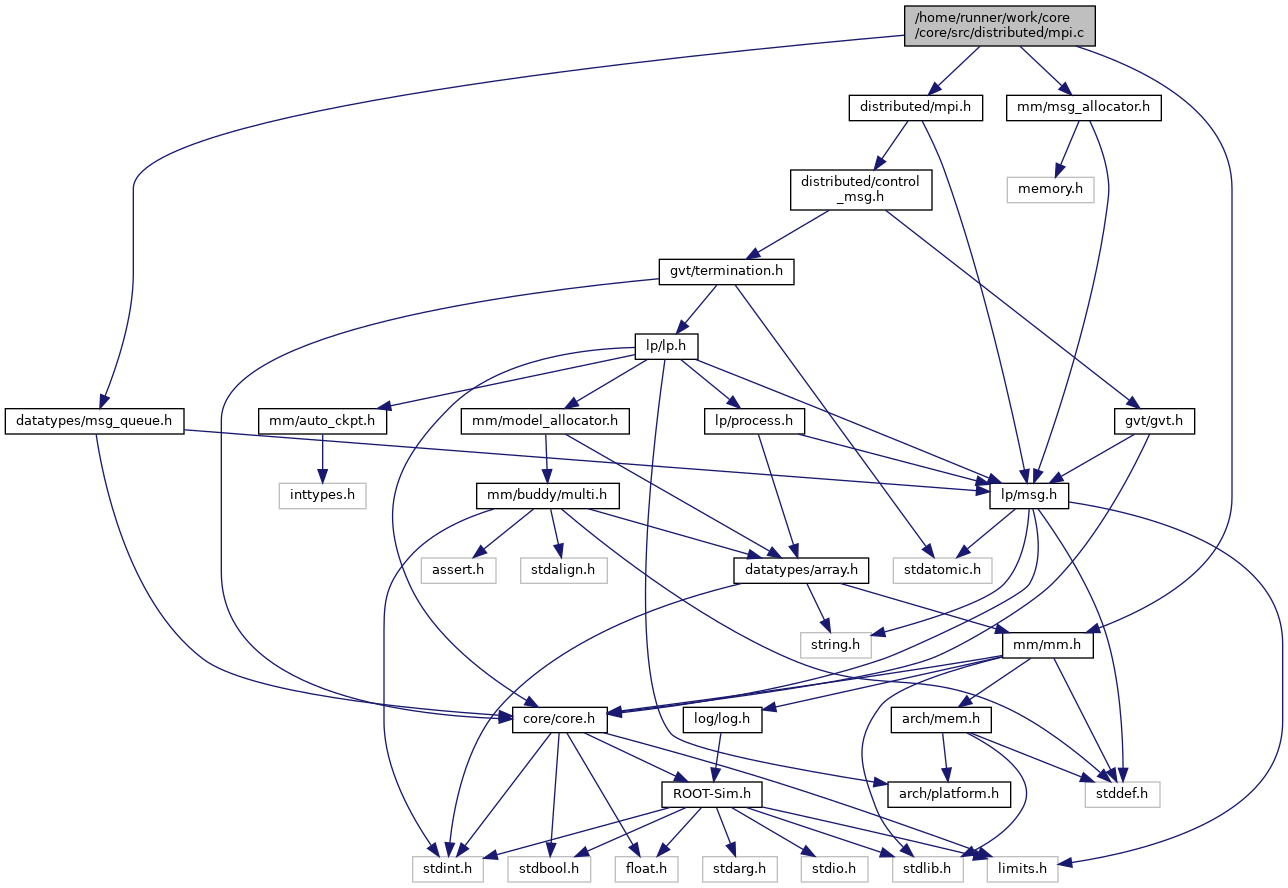 /home/runner/work/core
/core/src/distributed/mpi.c
distributed/mpi.h
mm/msg_allocator.h
distributed/control
_msg.h
memory.h
gvt/termination.h
lp/lp.h
datatypes/msg_queue.h
mm/auto_ckpt.h
mm/model_allocator.h
lp/process.h
gvt/gvt.h
inttypes.h
mm/buddy/multi.h
lp/msg.h
assert.h
stdalign.h
datatypes/array.h
stdatomic.h
string.h
mm/mm.h
core/core.h
log/log.h
arch/mem.h
ROOT-Sim.h
arch/platform.h
stddef.h
stdint.h
stdbool.h
float.h
stdarg.h
stdio.h
stdlib.h
limits.h